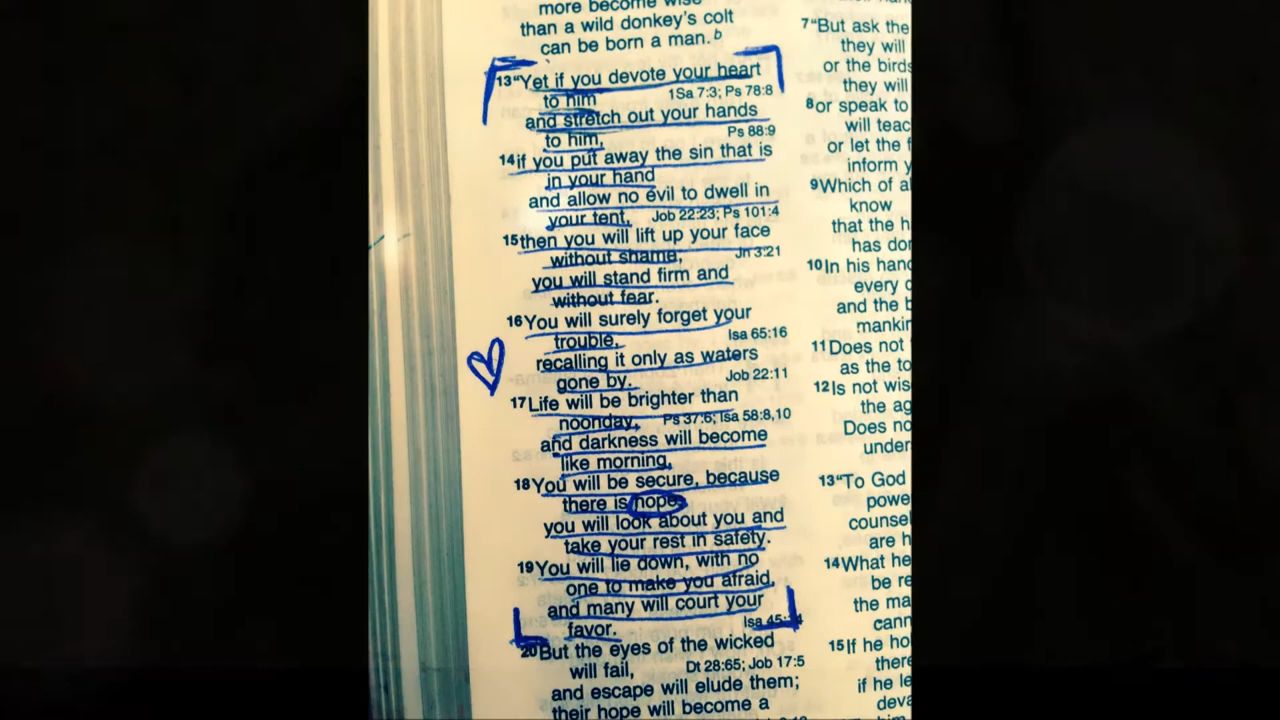 more become wise
than a wild donkey's colt
can be born a man.b
13"Yet if you devote your heart
to him 1Sa 7:3; Ps 78:8
and stretch out your hands
to him, Ps 88:9
14if you put away the sin that is
in your hand
and allow no evil to dwell in
your tent, Job 22:23; Ps 101:4
15then you will lift up your face
without shame; Jn 3:21
you will stand firm and
without fear.
16You will surely forget your
trouble, Isa 65:16
recalling it only as waters
gone by. Job 22:11
17Life will be brighter than
noonday, Ps 37:6; Isa 58:8,10
and darkness will become
like morning.
18You will be secure, because
there is hope;
you will look about you and
take your rest in safety.
19You will lie down, with no
one to make you afraid,
and many will court your
favor. Isa 45:14
20But the eyes of the wicked
will fail, Dt 28:65; Job 17:5
and escape will elude them;
their hope will become a
7"But ask the
they will
or the birds
they will
8or speak to
will teac
or let the f
inform y
9Which of al
know
that the h
has don
10In his hand
every c
and the b
mankin
11Does not
as the to
12Is not wis
the ag
Does no
under
13"To God
powe
counsel
are h
14What he
be re
the ma
cann
15If he ho
there
if he le
deva